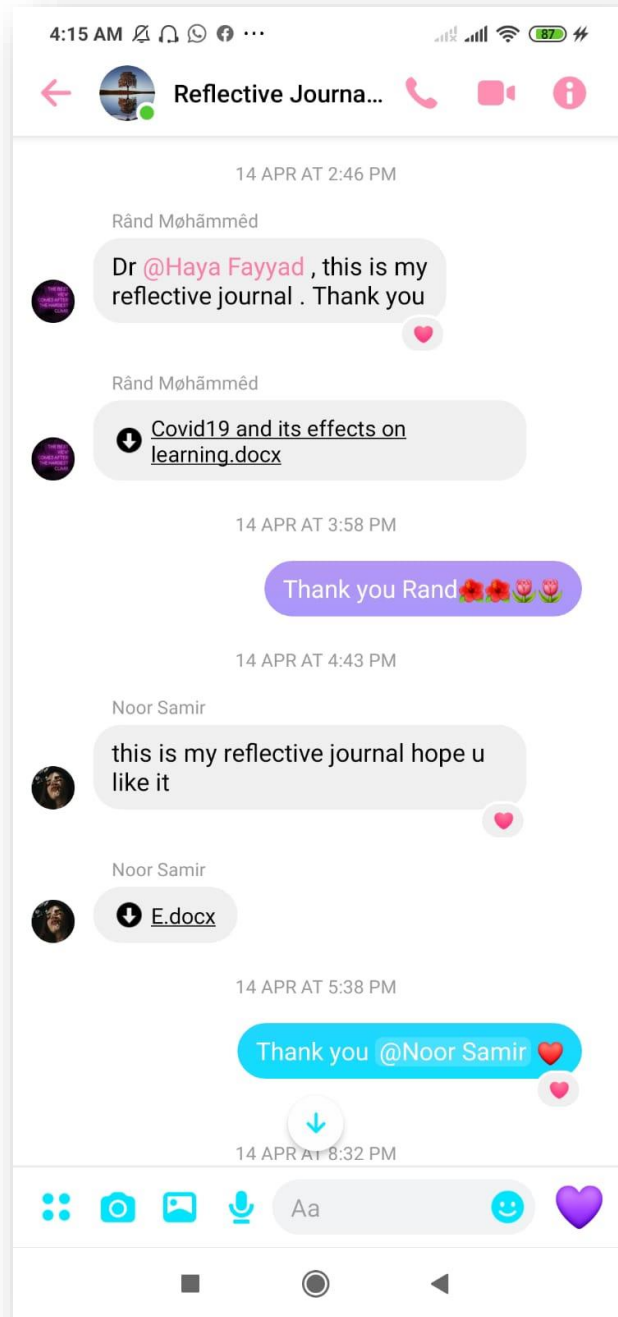 4:15 AM
87
Reflective Journa...
14 APR AT 2:46 PM
Rând Møhãmmêd
Dr @Haya Fayyad , this is my
reflective journal . Thank you
Rând Møhãmmêd
Covid19 and its effects on
learning.docx
14 APR AT 3:58 PM
Thank you Rand🌺🌺🌷🌷
14 APR AT 4:43 PM
Noor Samir
this is my reflective journal hope u
like it
Noor Samir
E.docx
14 APR AT 5:38 PM
Thank you @Noor Samir ❤️
14 APR AT 8:32 PM
Aa